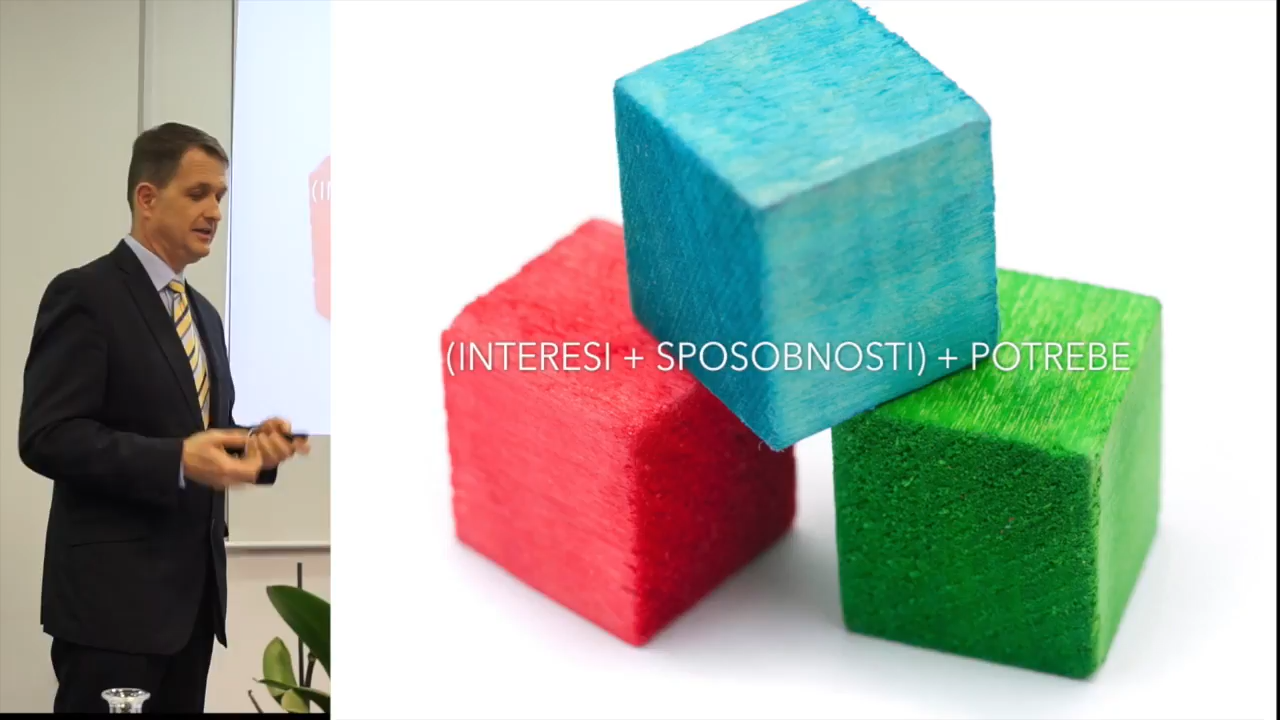 (INTERESI + SPOSOBNOSTI) + POTREBE
(I